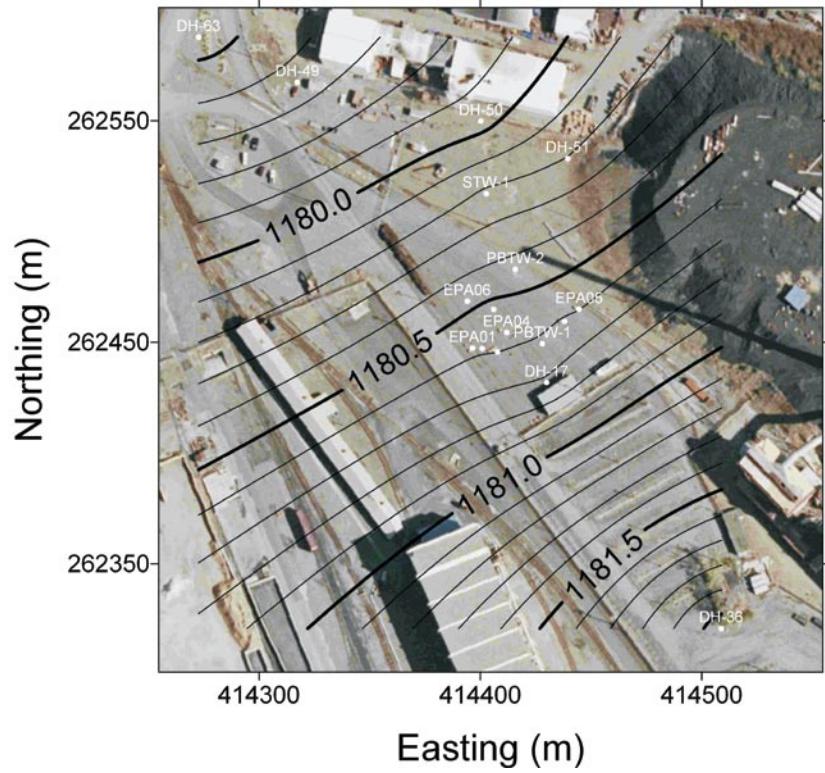 DH-63
DH-49
262550
DH-50
DH-51
STW-1
1180.0
PBTW-2
EPA06
EPA05
EPA04
262450
EPA01
PBTW-1
1180.5
DH-17
1181.0
262350
1181.5
DH-36
414300
414400
414500
Northing (m)
Easting (m)